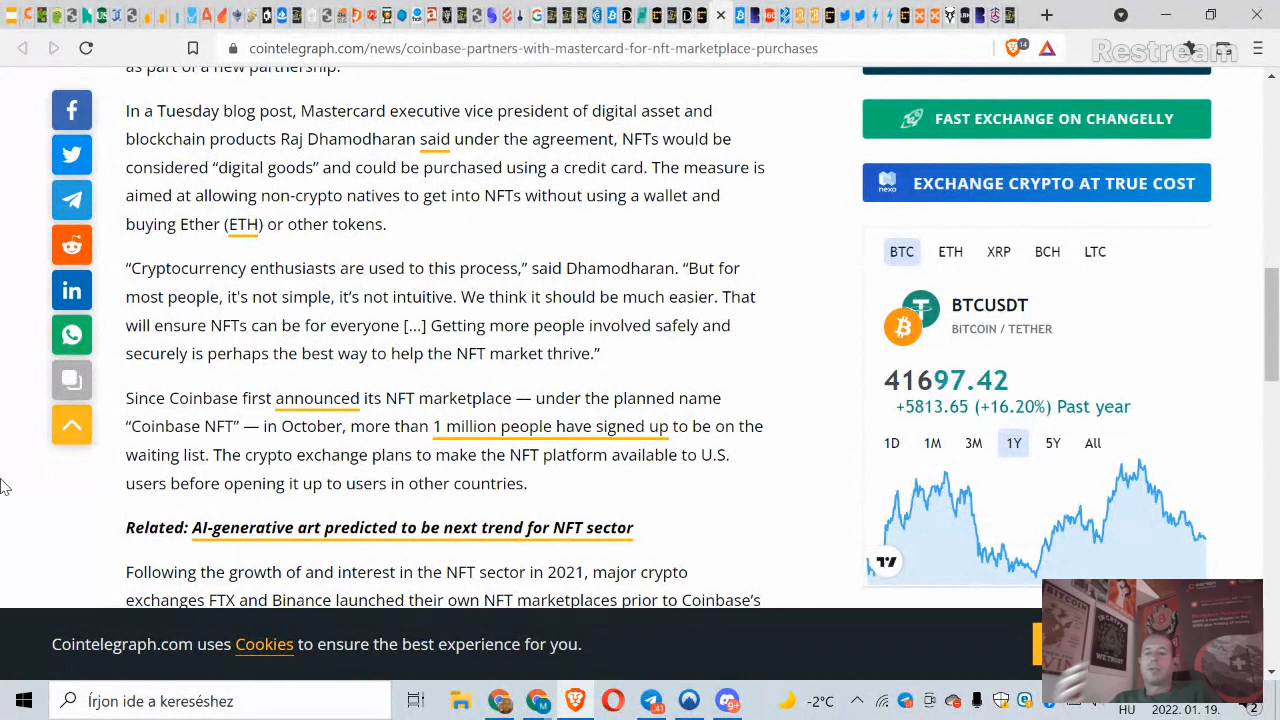 cointelegraph.com/news/coinbase-partners-with-mastercard-for-nft-marketplace-purchases
14
Restream
as part of a new partnership.
In a Tuesday blog post, Mastercard executive vice president of digital asset and
blockchain products Raj Dhamodharan said under the agreement, NFTs would be
considered “digital goods” and could be purchased using a credit card. The measure is
aimed at allowing non-crypto natives to get into NFTs without using a wallet and
buying Ether (ETH) or other tokens.
“Cryptocurrency enthusiasts are used to this process,” said Dhamodharan. “But for
most people, it's not simple, it’s not intuitive. We think it should be much easier. That
will ensure NFTs can be for everyone [...] Getting more people involved safely and
securely is perhaps the best way to help the NFT market thrive.”
Since Coinbase first announced its NFT marketplace — under the planned name
“Coinbase NFT” — in October, more than 1 million people have signed up to be on the
waiting list. The crypto exchange plans to make the NFT platform available to U.S.
users before opening it up to users in other countries.
Related: AI-generative art predicted to be next trend for NFT sector
Following the growth of and interest in the NFT sector in 2021, major crypto
exchanges FTX and Binance launched their own NFT marketplaces prior to Coinbase’s
FAST EXCHANGE ON CHANGELLY
nexo
EXCHANGE CRYPTO AT TRUE COST
BTC ETH XRP BCH LTC
BTCUSDT
BITCOIN / TETHER
41697.42
+5813.65 (+16.20%) Past year
1D 1M 3M 1Y 5Y All
Cointelegraph.com uses Cookies to ensure the best experience for you.
BITCOIN
IN CRYPTO
WE TRUST
Írjon ide a kereséshez
41
9+
-2°C
HU
2022. 01. 19.
2